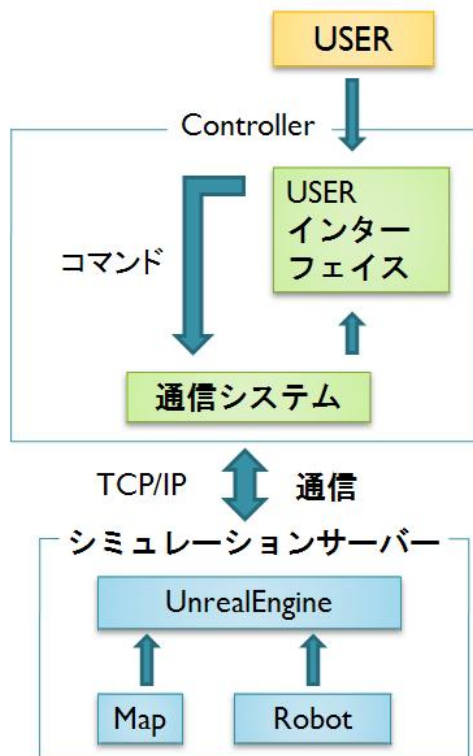 USER
Controller
USER
インター
フェイス
コマンド
通信システム
TCP/IP 通信
シミュレーションサーバー
UnrealEngine
Map Robot